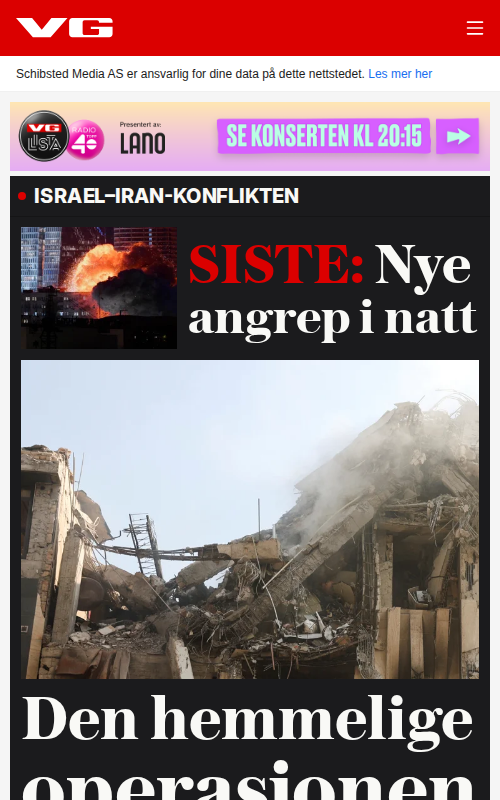 VG
Schibsted Media AS er ansvarlig for dine data på dette nettstedet. Les mer her
VG
LISTA
RADIO
TOPP
40
Presentert av:
LANO
SE KONSERTEN KL 20:15
ISRAEL–IRAN-KONFLIKTEN
SISTE: Nye
angrep i natt
Den hemmelige
operasjonen